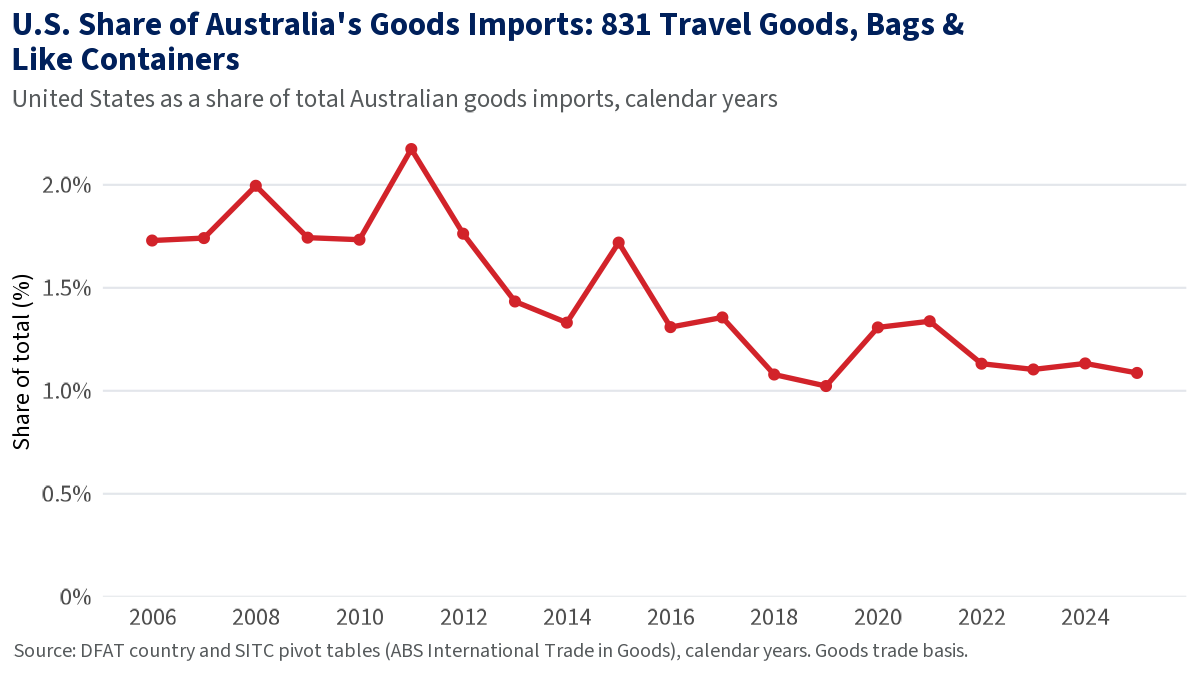 U.S. Share of Australia's Goods Imports: 831 Travel Goods, Bags &
Like Containers
United States as a share of total Australian goods imports, calendar years
Share of total (%)
2.0%
1.5%
1.0%
0.5%
0%
2006 2008 2010 2012 2014 2016 2018 2020 2022 2024
Source: DFAT country and SITC pivot tables (ABS International Trade in Goods), calendar years. Goods trade basis.